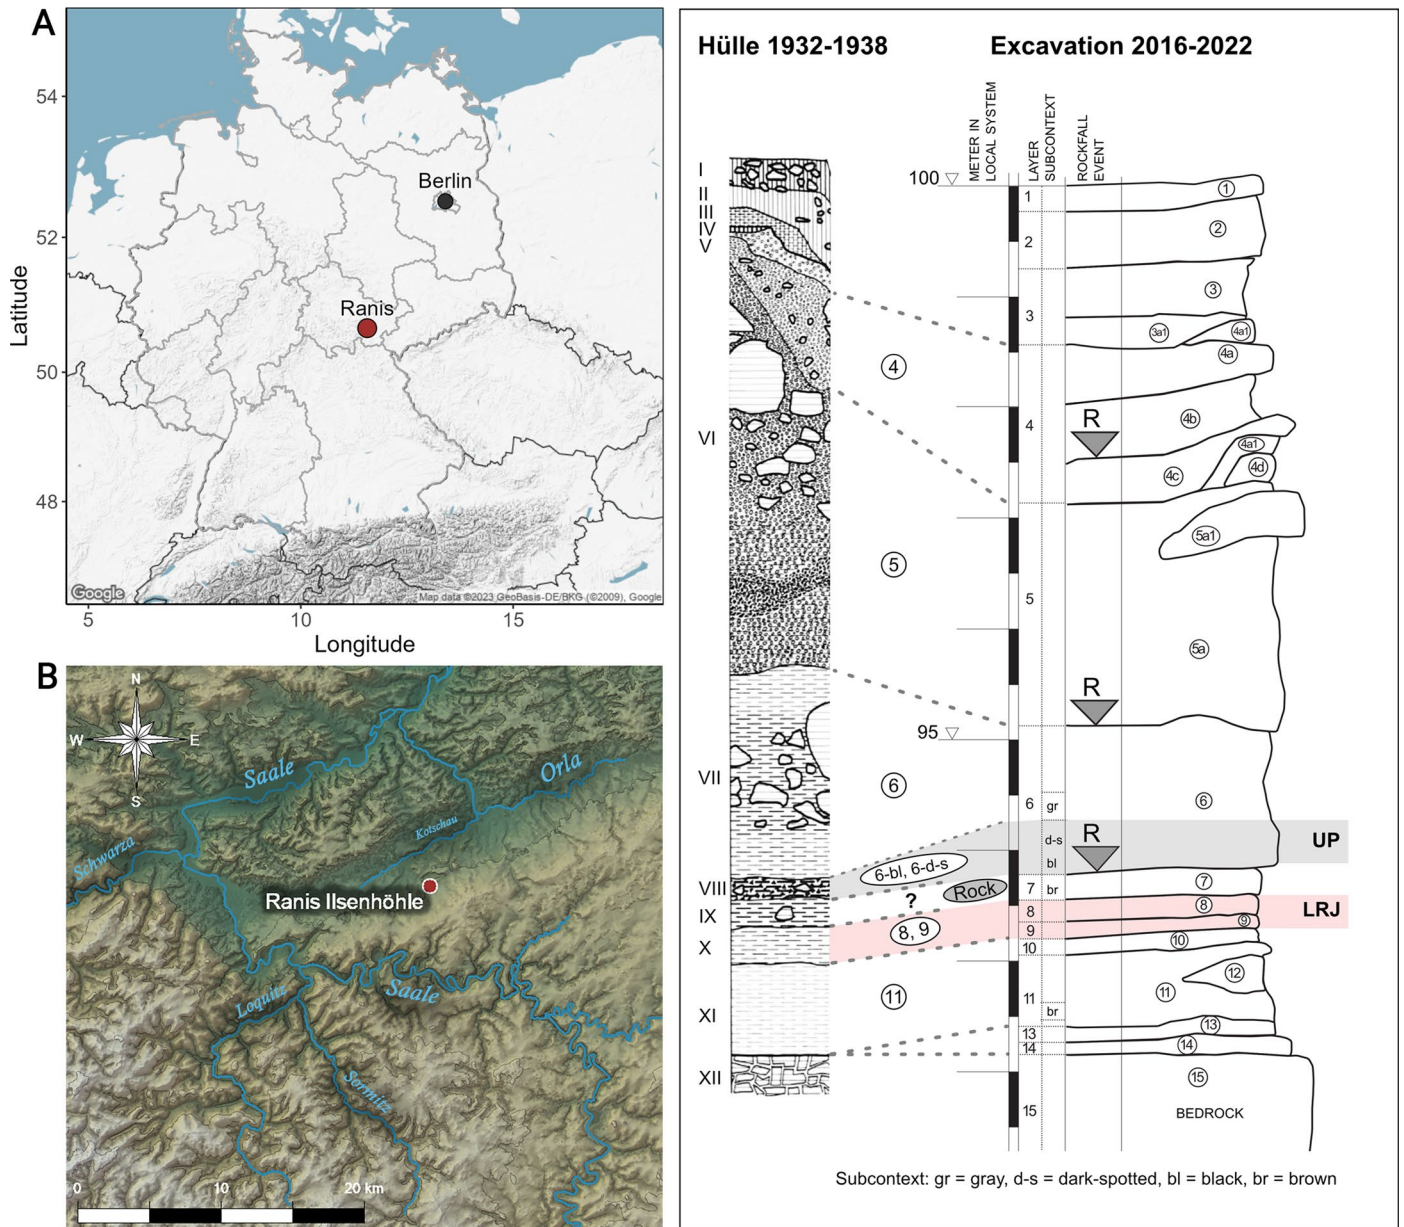 A
54
52
50
48
Latitude
Berlin
Ranis
Google
Map data ©2023 GeoBasis-DE/BKG (©2009), Google
5
10
15
Longitude
B
N
W
E
S
Saale
Orla
Kotschau
Schwarza
Ranis Ilsenhöhle
Loquitz
Saale
Sormitz
0
10
20 km
Hülle 1932-1938
Excavation 2016-2022
METER IN
LOCAL SYSTEM
LAYER
SUBCONTEXT
ROCKFALL
EVENT
I
II
III
IV
V
VI
VII
VIII
IX
X
XI
XII
100
95
4
5
6
6-bl, 6-d-s
Rock
?
8, 9
11
1
2
3
4
5
6
gr
d-s
bl
7
br
8
9
10
11
br
13
14
15
R
R
R
1
2
3
3a1
4a1
4a
4b
4a1
4c
4d
5a1
5a
6
UP
7
8
LRJ
9
10
12
11
13
14
15
BEDROCK
Subcontext: gr = gray, d-s = dark-spotted, bl = black, br = brown